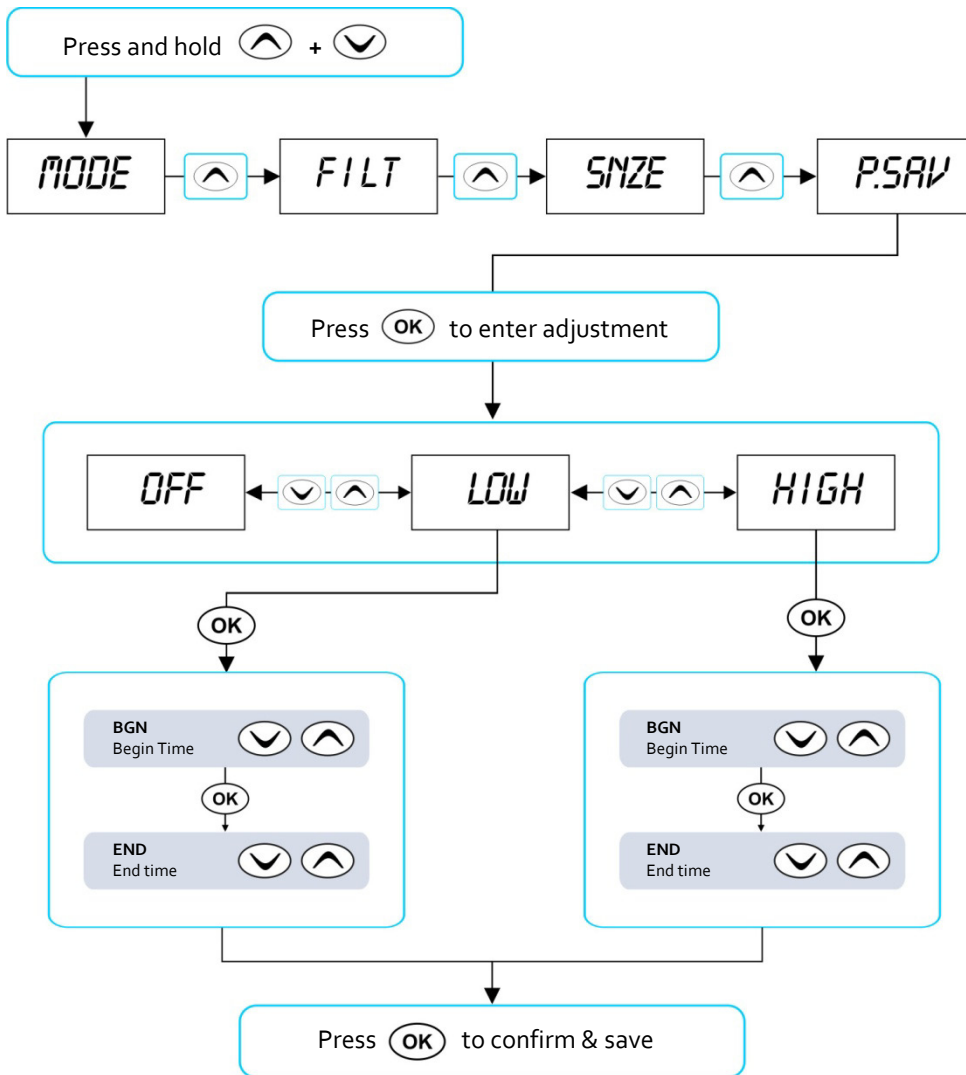 Press and hold +
MODE FILT SNZE P.SAV
Press OK to enter adjustment
OFF LOW HIGH
OK OK
BGN
Begin Time
OK
END
End time
BGN
Begin Time
OK
END
End time
Press OK to confirm & save